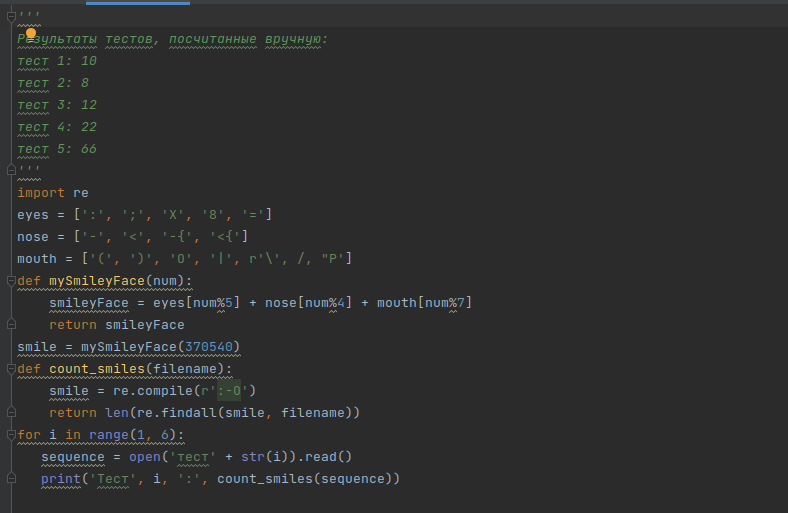 '''
Результаты тестов, посчитанные вручную:
тест 1: 10
тест 2: 8
тест 3: 12
тест 4: 22
тест 5: 66
'''
import re
eyes = [':', ';', 'X', '8', '=']
nose = ['-', '<', '-{', '<{']
mouth = ['(', ')', 'O', '|', r'\', /, "P']
def mySmileyFace(num):
    smileyFace = eyes[num%5] + nose[num%4] + mouth[num%7]
    return smileyFace
smile = mySmileyFace(370540)
def count_smiles(filename):
    smile = re.compile(r':-O')
    return len(re.findall(smile, filename))
for i in range(1, 6):
   sequence = open('тест' + str(i)).read()
   print('Тест', i, ':', count_smiles(sequence))